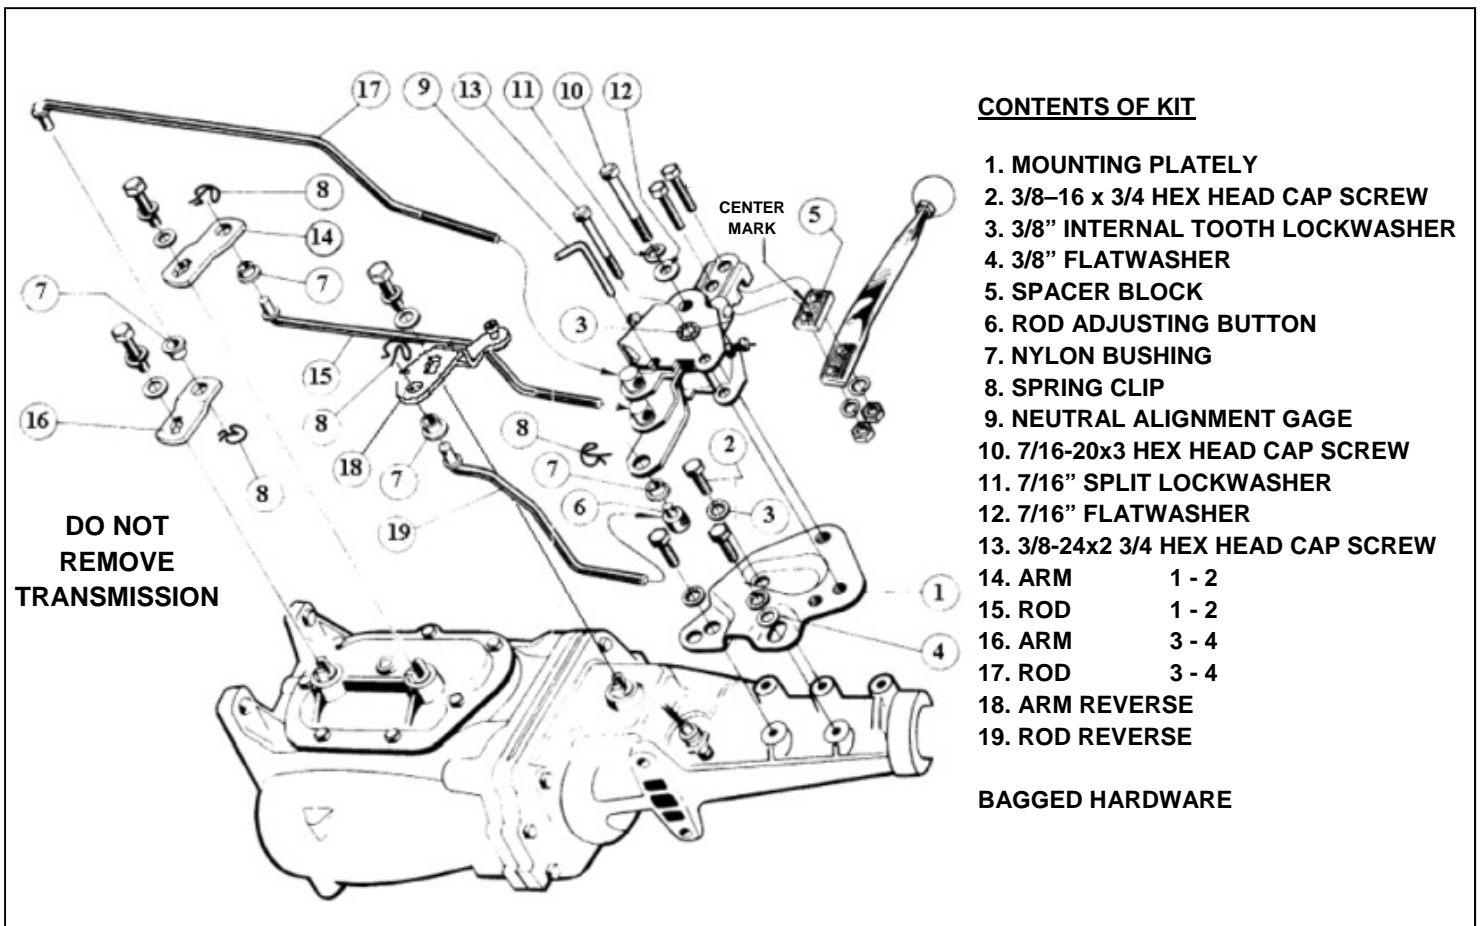 17
9
13
11
10
12
8
14
7
7
15
16
8
8
18
7
19
3
8
7
6
2
3
5
1
4
CENTER
MARK
DO NOT
REMOVE
TRANSMISSION
CONTENTS OF KIT
1. MOUNTING PLATELY
2. 3/8–16 x 3/4 HEX HEAD CAP SCREW
3. 3/8” INTERNAL TOOTH LOCKWASHER
4. 3/8” FLATWASHER
5. SPACER BLOCK
6. ROD ADJUSTING BUTTON
7. NYLON BUSHING
8. SPRING CLIP
9. NEUTRAL ALIGNMENT GAGE
10. 7/16-20x3 HEX HEAD CAP SCREW
11. 7/16” SPLIT LOCKWASHER
12. 7/16” FLATWASHER
13. 3/8-24x2 3/4 HEX HEAD CAP SCREW
14. ARM 1 - 2
15. ROD 1 - 2
16. ARM 3 - 4
17. ROD 3 - 4
18. ARM REVERSE
19. ROD REVERSE
BAGGED HARDWARE